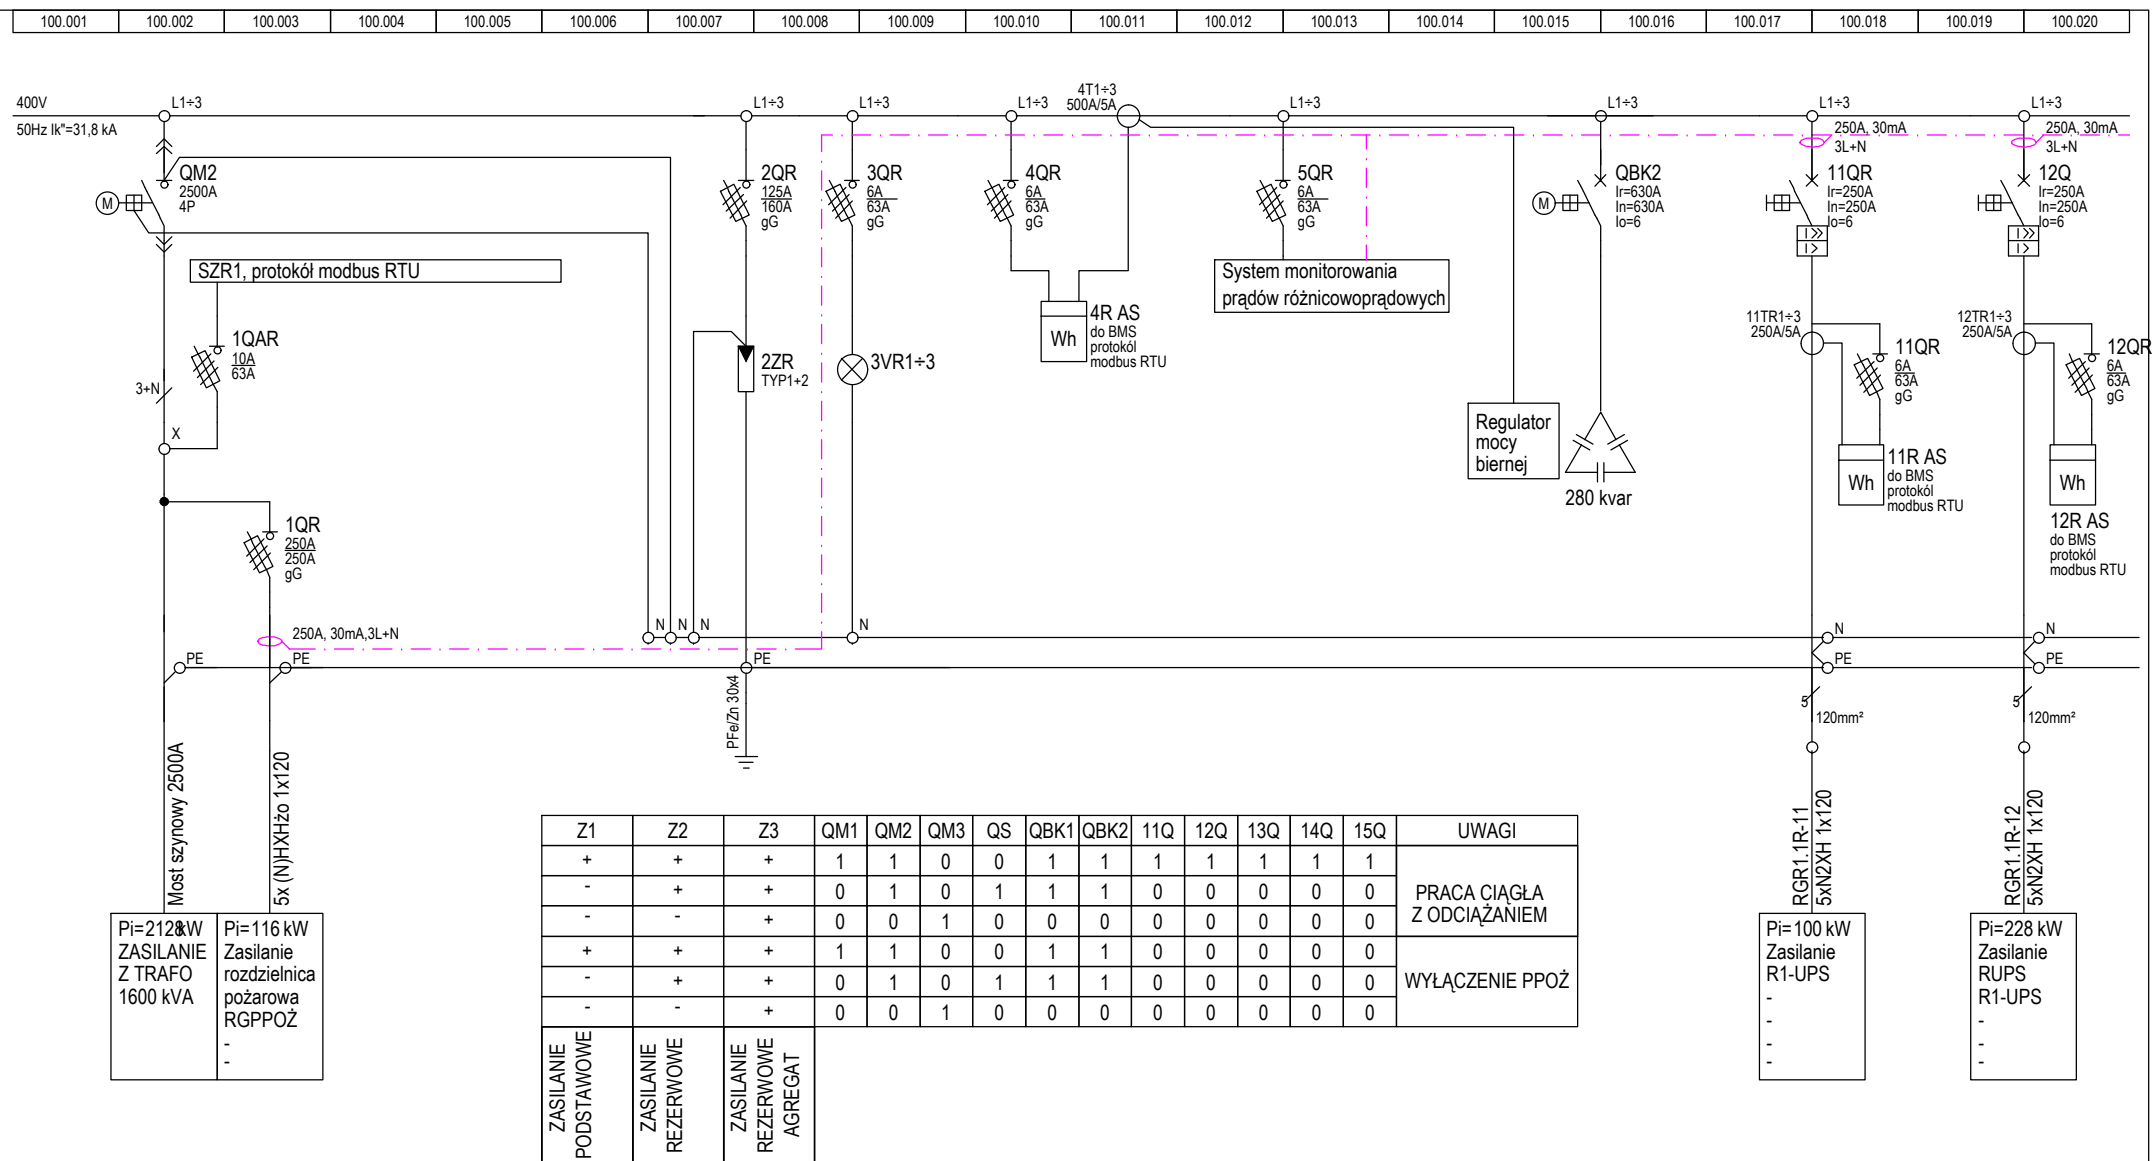 100.001 100.002 100.003 100.004 100.005 100.006 100.007 100.008 100.009 100.010 100.011 100.012 100.013 100.014 100.015 100.016 100.017 100.018 100.019 100.020
400V
50Hz Ik"=31,8 kA
L1÷3
L1÷3
L1÷3
L1÷3
4T1÷3
500A/5A
L1÷3
L1÷3
L1÷3
L1÷3
250A, 30mA
3L+N
250A, 30mA
3L+N
M
QM2
2500A
4P
2QR
125A
160A
gG
3QR
6A
63A
gG
4QR
6A
63A
gG
5QR
6A
63A
gG
M
QBK2
Ir=630A
In=630A
Io=6
11QR
Ir=250A
In=250A
Io=6
I >>
I >
12Q
Ir=250A
In=250A
Io=6
I >>
I >
SZR1, protokół modbus RTU
System monitorowania
prądów różnicowoprądowych
1QAR
10A
63A
3+N
X
2ZR
TYP1+2
3VR1÷3
Wh
4R AS
do BMS
protokól
modbus RTU
Regulator
mocy
biernej
280 kvar
11TR1÷3
250A/5A
11QR
6A
63A
gG
12TR1÷3
250A/5A
12QR
6A
63A
gG
Wh
11R AS
do BMS
protokól
modbus RTU
Wh
12R AS
do BMS
protokól
modbus RTU
1QR
250A
250A
gG
250A, 30mA,3L+N
N N N
N
N
N
PE
PE
PE
PE
PE
PFe/Zn 30x4
5
120mm²
5
120mm²
Most szynowy 2500A
5x (N)HXHżo 1x120
RGR1.1R-11
5xN2XH 1x120
RGR1.1R-12
5xN2XH 1x120
Pi=2128kW
ZASILANIE
Z TRAFO
1600 kVA
Pi=116 kW
Zasilanie
rozdzielnica
pożarowa
RGPPOŻ
-
-
Z1 Z2 Z3 QM1 QM2 QM3 QS QBK1 QBK2 11Q 12Q 13Q 14Q 15Q UWAGI
+ + + 1 1 0 0 1 1 1 1 1 1 1
- + + 0 1 0 1 1 1 0 0 0 0 0
- - + 0 0 1 0 0 0 0 0 0 0 0
PRACA CIĄGŁA
Z ODCIĄŻANIEM
+ + + 1 1 0 0 1 1 0 0 0 0 0
- + + 0 1 0 1 1 1 0 0 0 0 0
- - + 0 0 1 0 0 0 0 0 0 0 0
WYŁĄCZENIE PPOŻ
ZASILANIE
PODSTAWOWE
ZASILANIE
REZERWOWE
ZASILANIE
REZERWOWE
AGREGAT
Pi=100 kW
Zasilanie
R1-UPS
-
-
-
-
Pi=228 kW
Zasilanie
RUPS
R1-UPS
-
-
-